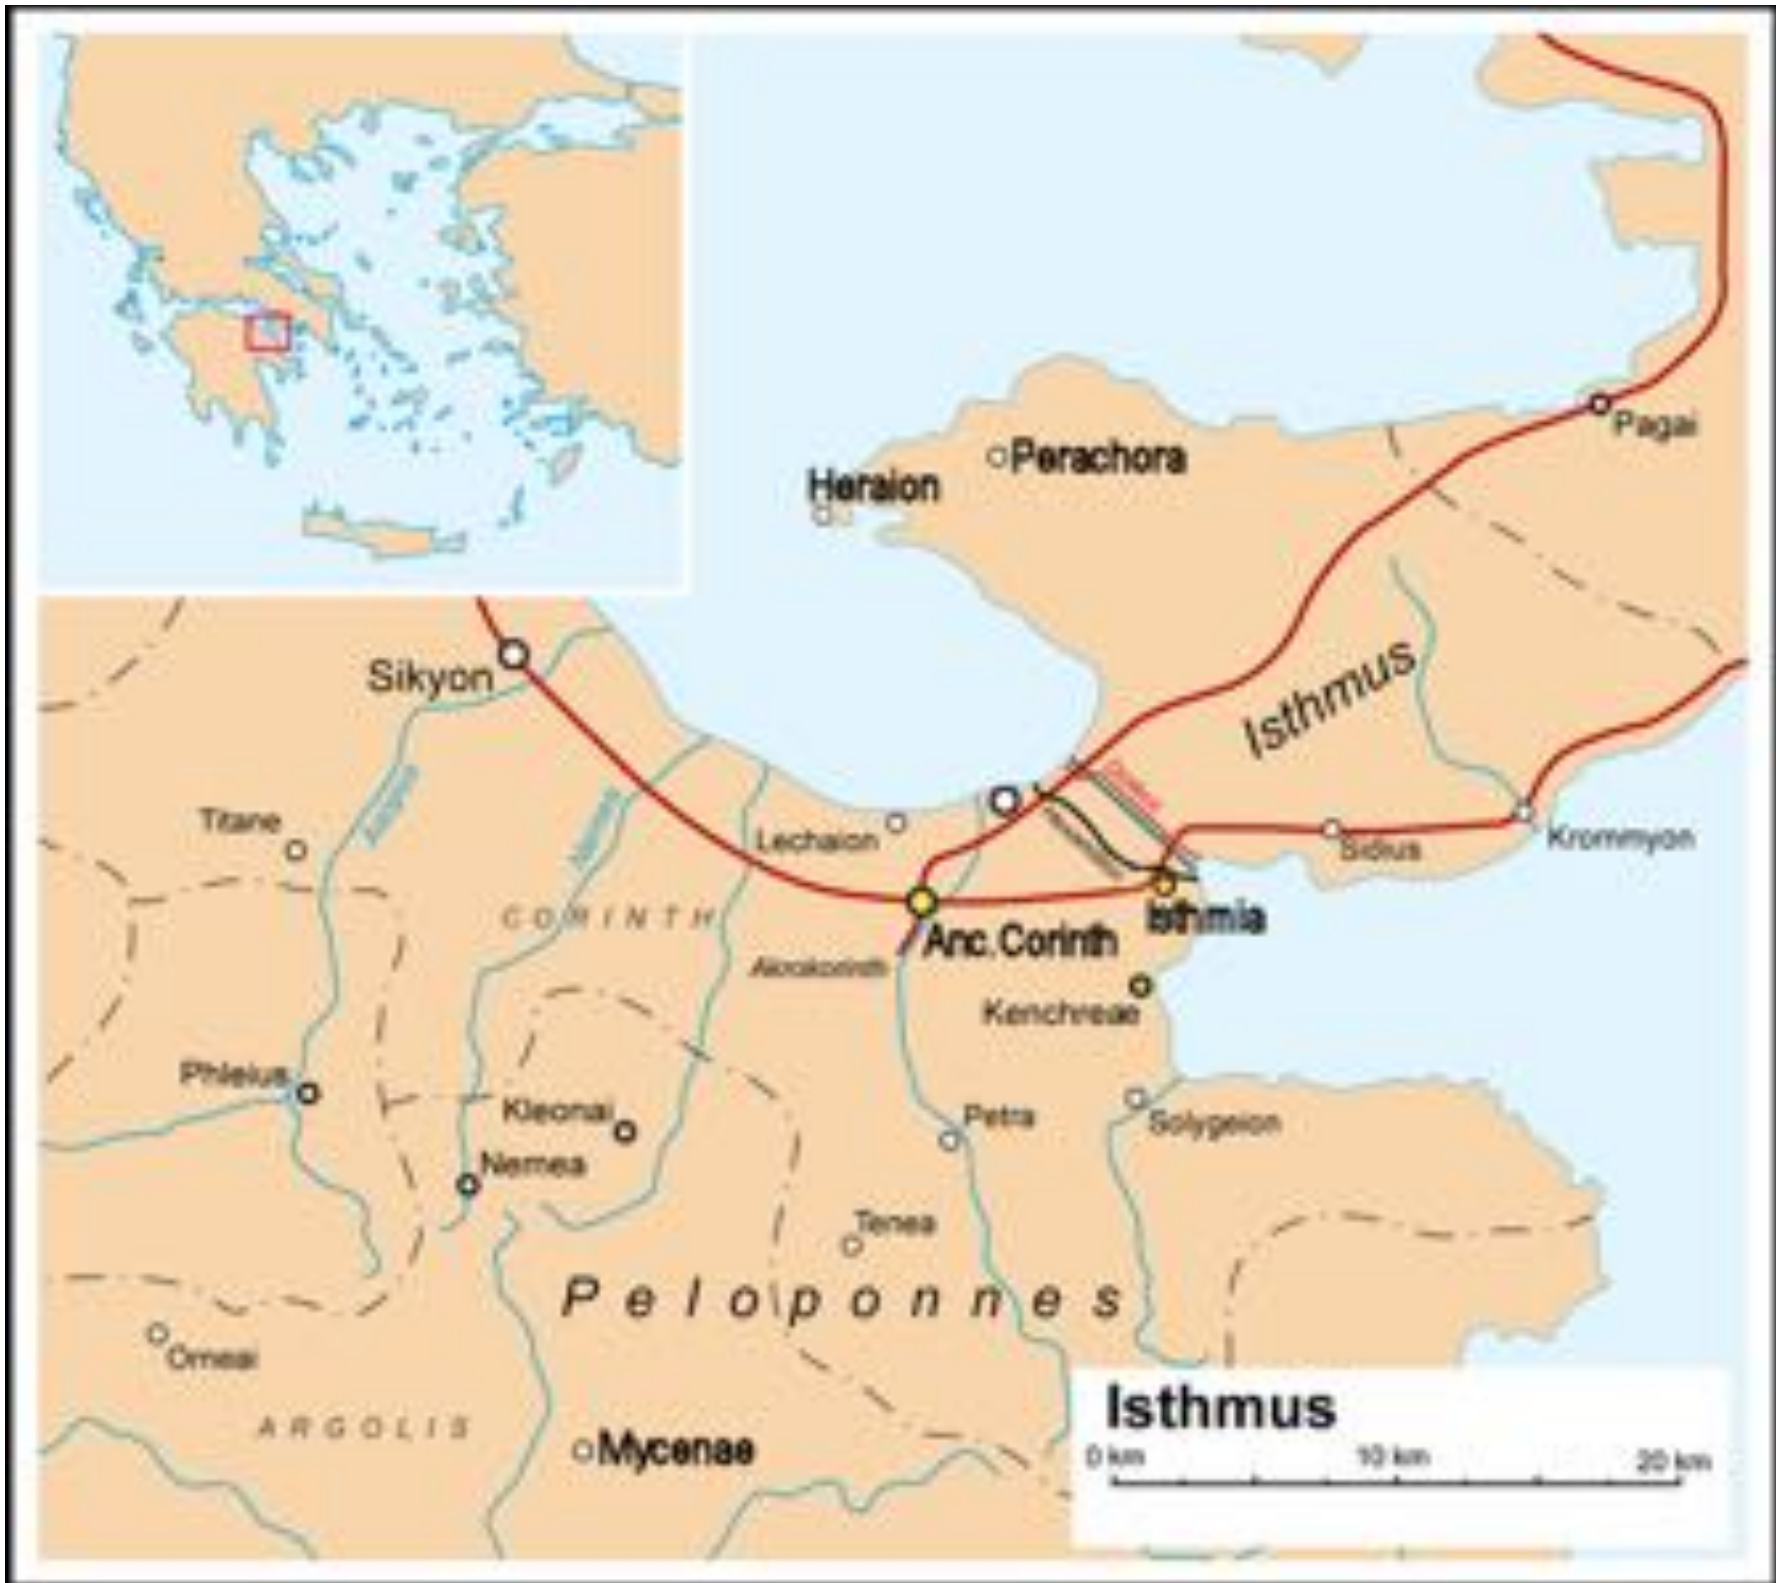 Pagai
Perachora
Heraion
Isthmus
Sikyon
Titane
Lechaion
Sidius
Krommyon
CORINTH
Isthmia
Anc. Corinth
Akrokorinth
Kenchreae
Phleius
Kleonai
Petra
Solygeion
Nemea
Tenea
Peloponnes
Orneai
ARGOLIS
Mycenae
Isthmus
0 km 10 km 20 km